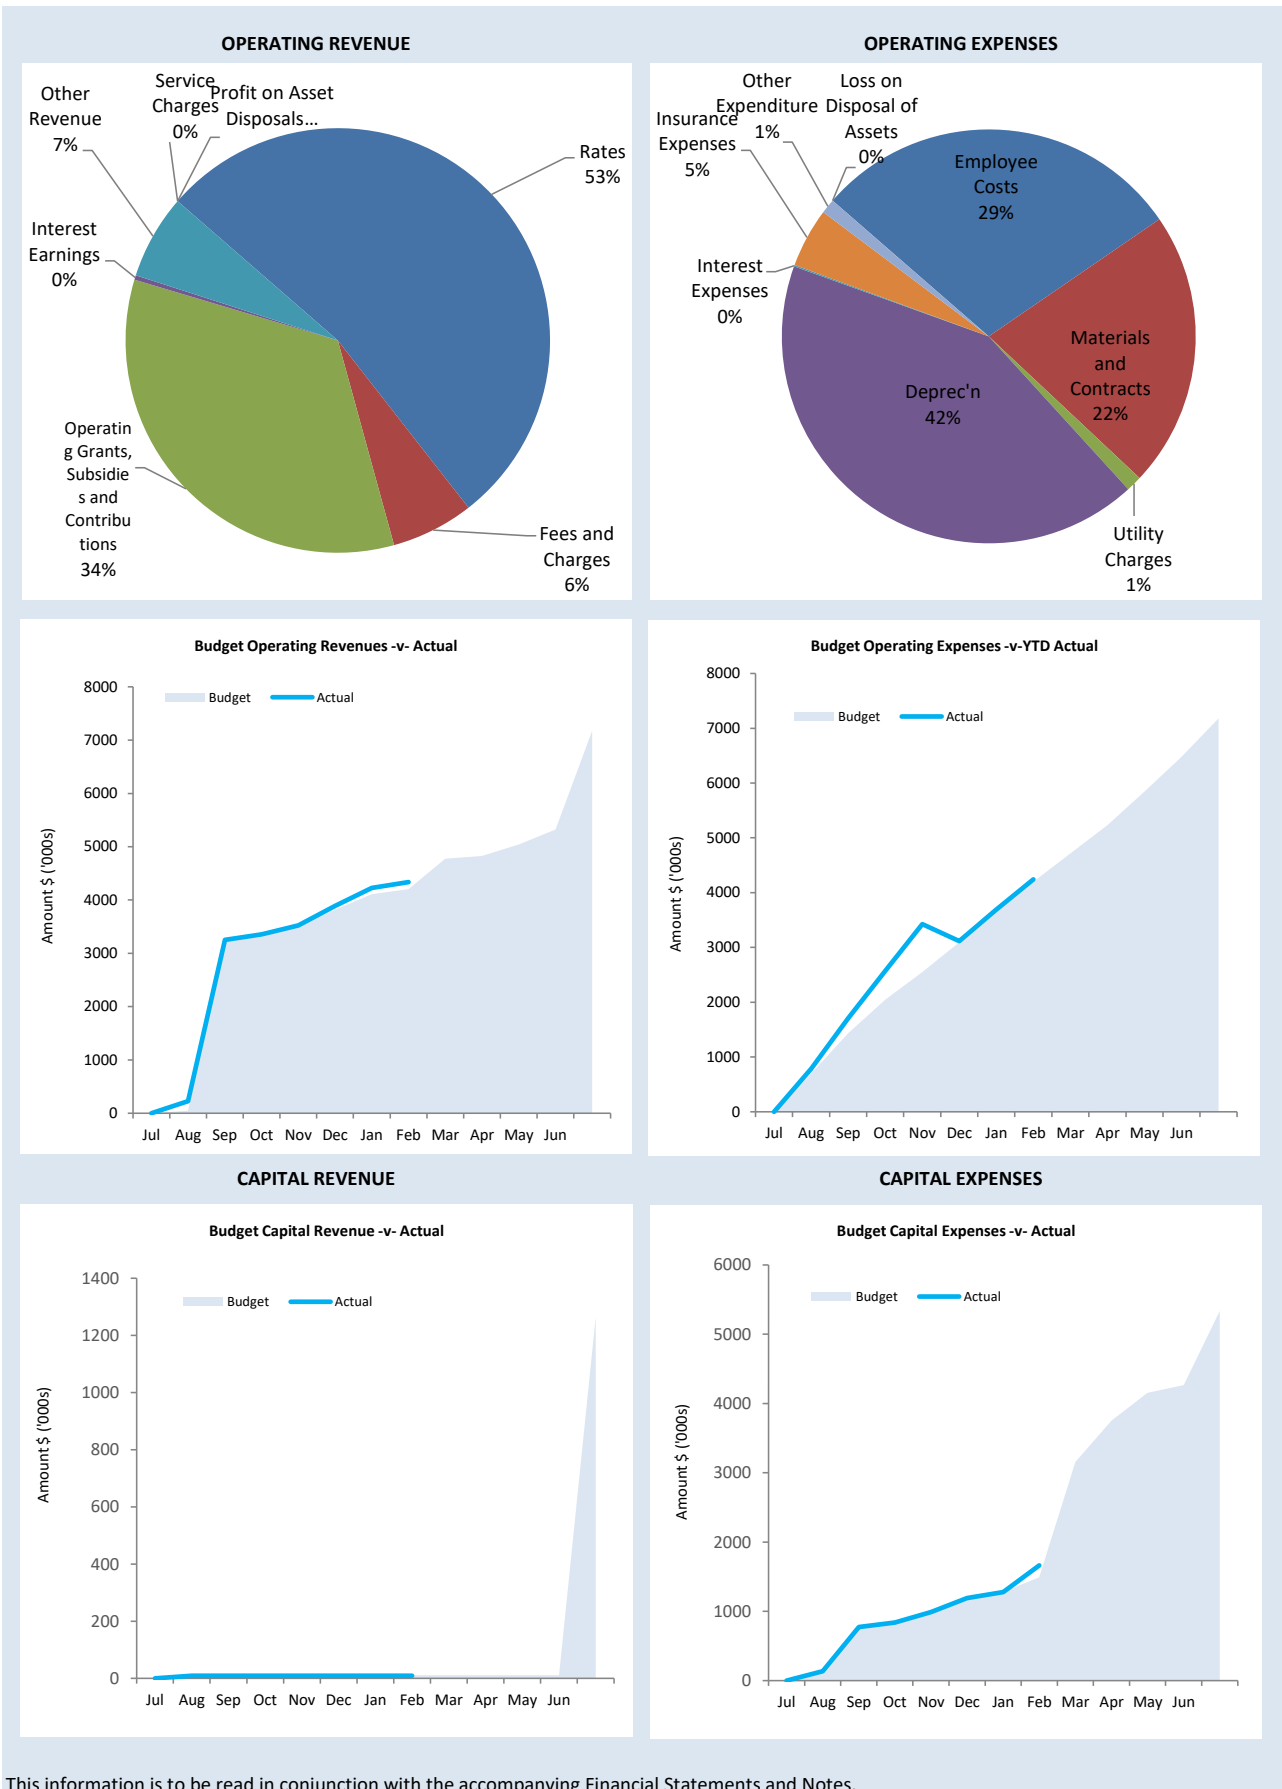 OPERATING REVENUE
Service
Charges
0%
Profit on Asset
Disposals...
Other
Revenue
7%
Rates
53%
Interest
Earnings
0%
Operatin
g Grants,
Subsidie
s and
Contribu
tions
34%
Fees and
Charges
6%
OPERATING EXPENSES
Other
Expenditure
1%
Loss on
Disposal of
Assets
0%
Insurance
Expenses
5%
Employee
Costs
29%
Interest
Expenses
0%
Materials
and
Contracts
22%
Deprec'n
42%
Utility
Charges
1%
Budget Operating Revenues -v- Actual
Budget Actual
8000
7000
6000
5000
4000
3000
2000
1000
0
Amount $ ('000s)
Jul Aug Sep Oct Nov Dec Jan Feb Mar Apr May Jun
Budget Operating Expenses -v-YTD Actual
Budget Actual
8000
7000
6000
5000
4000
3000
2000
1000
0
Amount $ ('000s)
Jul Aug Sep Oct Nov Dec Jan Feb Mar Apr May Jun
CAPITAL REVENUE
Budget Capital Revenue -v- Actual
Budget Actual
1400
1200
1000
800
600
400
200
0
Amount $ ('000s)
Jul Aug Sep Oct Nov Dec Jan Feb Mar Apr May Jun
CAPITAL EXPENSES
Budget Capital Expenses -v- Actual
Budget Actual
6000
5000
4000
3000
2000
1000
0
Amount $ ('000s)
Jul Aug Sep Oct Nov Dec Jan Feb Mar Apr May Jun
This information is to be read in conjunction with the accompanying Financial Statements and Notes.